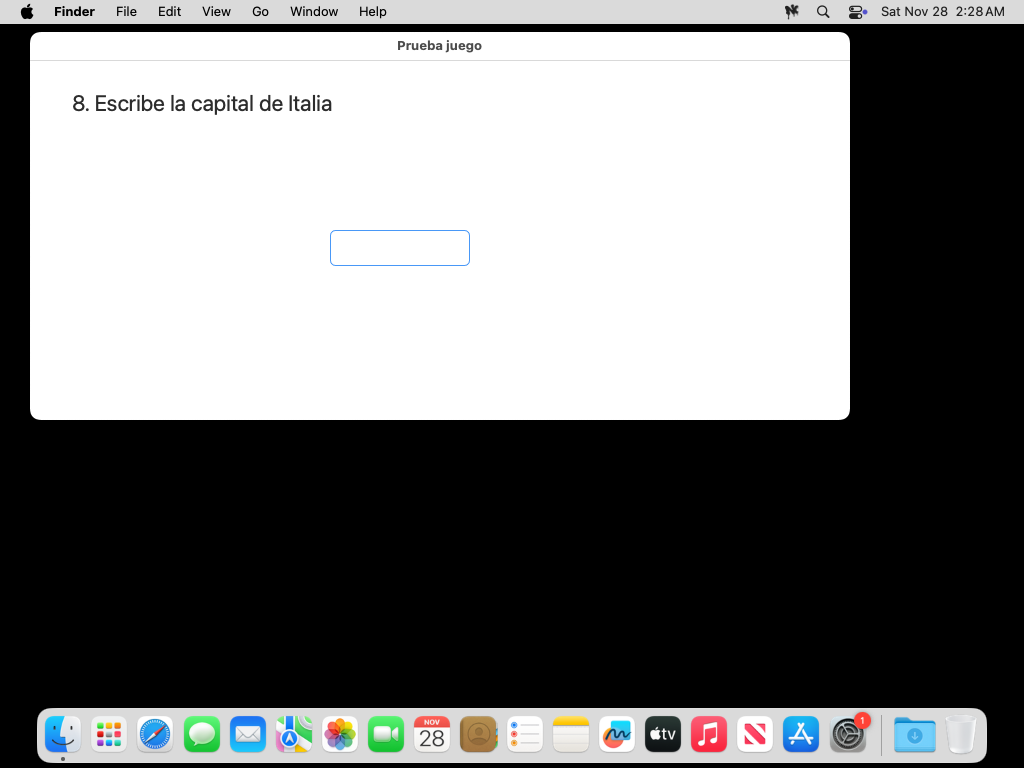 Finder File Edit View Go Window Help Sat Nov 28 2:28 AM
Prueba juego
8. Escribe la capital de Italia
NOV
28
tv
1